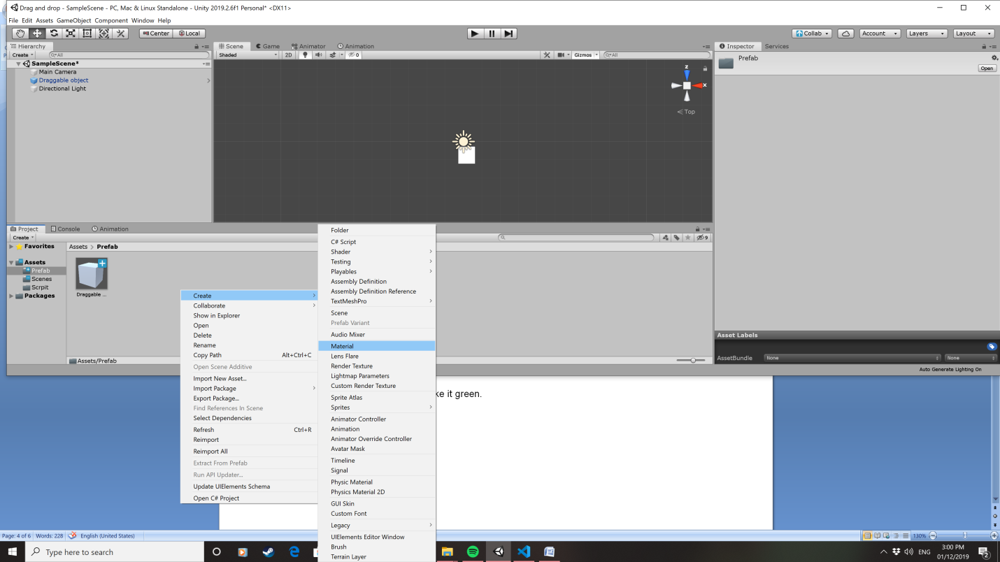 Drag and drop - SampleScene - PC, Mac & Linux Standalone - Unity 2019.2.6f1 Personal* <DX11>
File Edit Assets GameObject Component Window Help
Center Local Collab Account Layers Layout
Hierarchy
Create All
SampleScene*
Main Camera
Draggable object
Directional Light
Scene Game Animator Animation
Shaded 2D 0 Gizmos All
z
x
Top
Inspector Services
Prefab
Open
Project Console Animation
Create 9
Favorites
Assets
Prefab
Scenes
Scrpit
Packages
Assets > Prefab
Draggable ...
Assets/Prefab
Create
Collaborate
Show in Explorer
Open
Delete
Rename
Copy Path Alt+Ctrl+C
Open Scene Additive
Import New Asset...
Import Package
Export Package...
Find References In Scene
Select Dependencies
Refresh Ctrl+R
Reimport
Reimport All
Extract From Prefab
Run API Updater...
Update UIElements Schema
Open C# Project
Folder
C# Script
Shader
Testing
Playables
Assembly Definition
Assembly Definition Reference
TextMeshPro
Scene
Prefab Variant
Audio Mixer
Material
Lens Flare
Render Texture
Lightmap Parameters
Custom Render Texture
Sprite Atlas
Sprites
Animator Controller
Animation
Animator Override Controller
Avatar Mask
Timeline
Signal
Physic Material
Physics Material 2D
GUI Skin
Custom Font
Legacy
UIElements Editor Window
Brush
Terrain Layer
Asset Labels
AssetBundle None None
Auto Generate Lighting On
ke it green.
Page: 4 of 6 Words: 228 English (United States) 130%
Type here to search
ENG
3:00 PM
01/12/2019
2